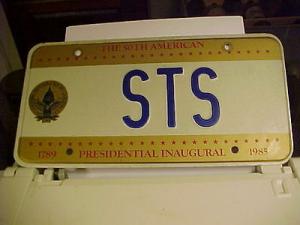 THE 50TH AMERICAN
STS
1789 PRESIDENTIAL INAUGURAL 1985